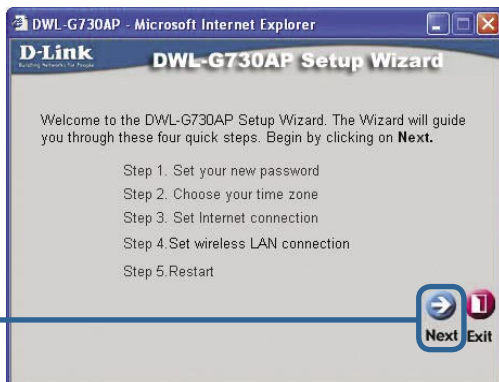 DWL-G730AP - Microsoft Internet Explorer
D-Link
Building Networks for People
DWL-G730AP Setup Wizard
Welcome to the DWL-G730AP Setup Wizard. The Wizard will guide
you through these four quick steps. Begin by clicking on Next.
Step 1. Set your new password
Step 2. Choose your time zone
Step 3. Set Internet connection
Step 4.Set wireless LAN connection
Step 5.Restart
Next Exit